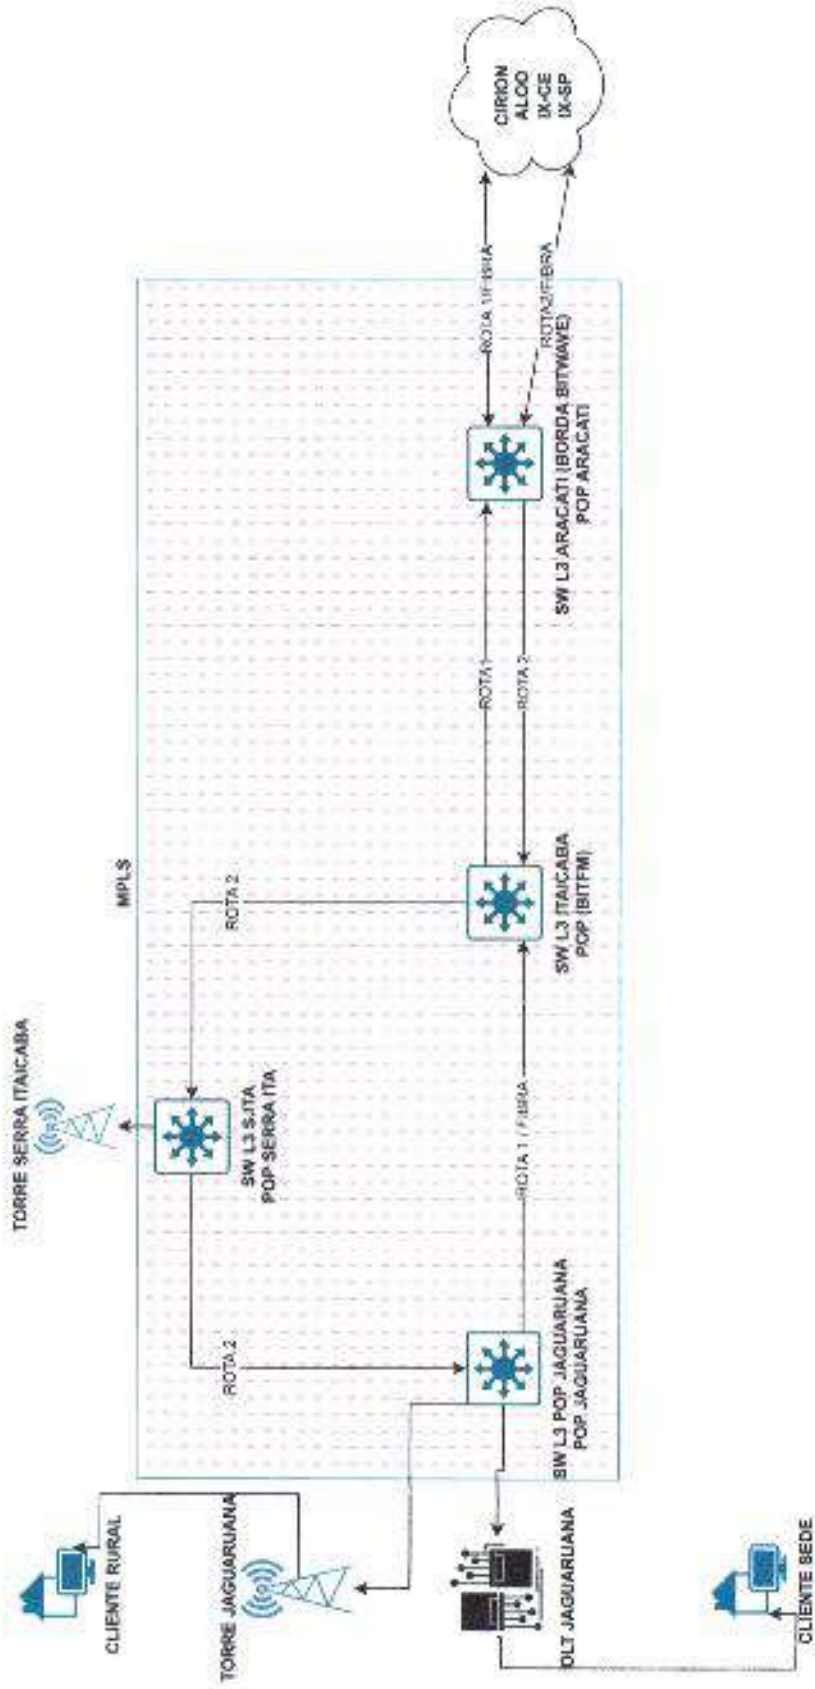 TORRE SERRA ITAICABA
MPLS
CIRION
ALOO
IX-CE
IX-SP
CLIENTE RURAL
TORRE JAGUARUANA
ROTA 2
SW L3 S.ITA
POP SERRA ITA
ROTA 2
OLT JAGUARUANA
SW L3 POP JAGUARUANA
POP JAGUARUANA
ROTA 1 / FIBRA
SW L3 ITAICABA
POP (BITFM)
ROTA 1
ROTA 2
SW L3 ARACATI (BORDA BITWAVE)
POP ARACATI
ROTA 1/FIBRA
ROTA2/FIBRA
CLIENTE SEDE